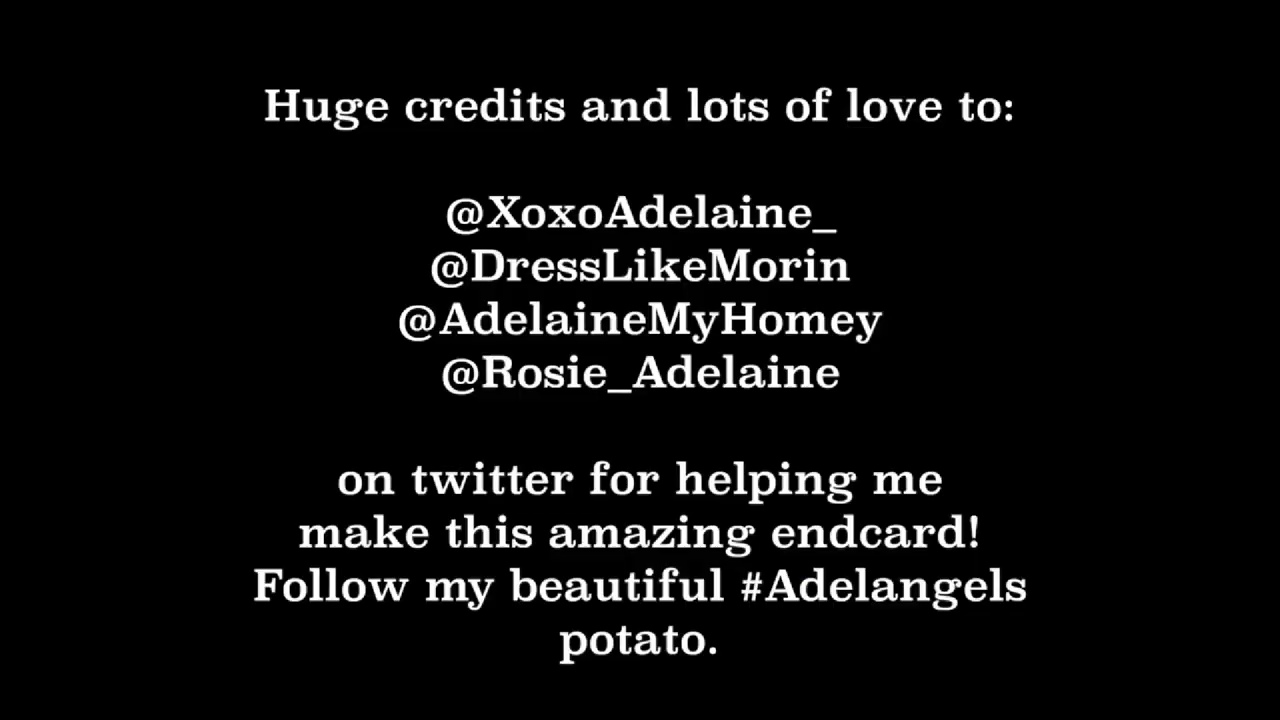 Huge credits and lots of love to:
@XoxoAdelaine_
@DressLikeMorin
@AdelaineMyHomey
@Rosie_Adelaine
on twitter for helping me
make this amazing endcard!
Follow my beautiful #Adelangels
potato.